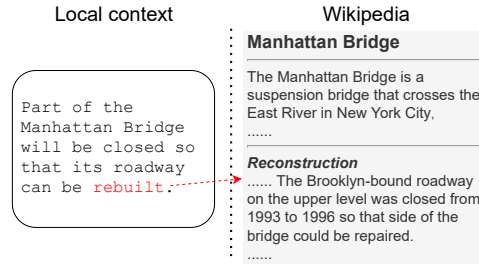 Local context
Wikipedia
Part of the
Manhattan Bridge
will be closed so
that its roadway
can be rebuilt.
Manhattan Bridge
The Manhattan Bridge is a
suspension bridge that crosses the
East River in New York City,
......
Reconstruction
...... The Brooklyn-bound roadway
on the upper level was closed from
1993 to 1996 so that side of the
bridge could be repaired.
......